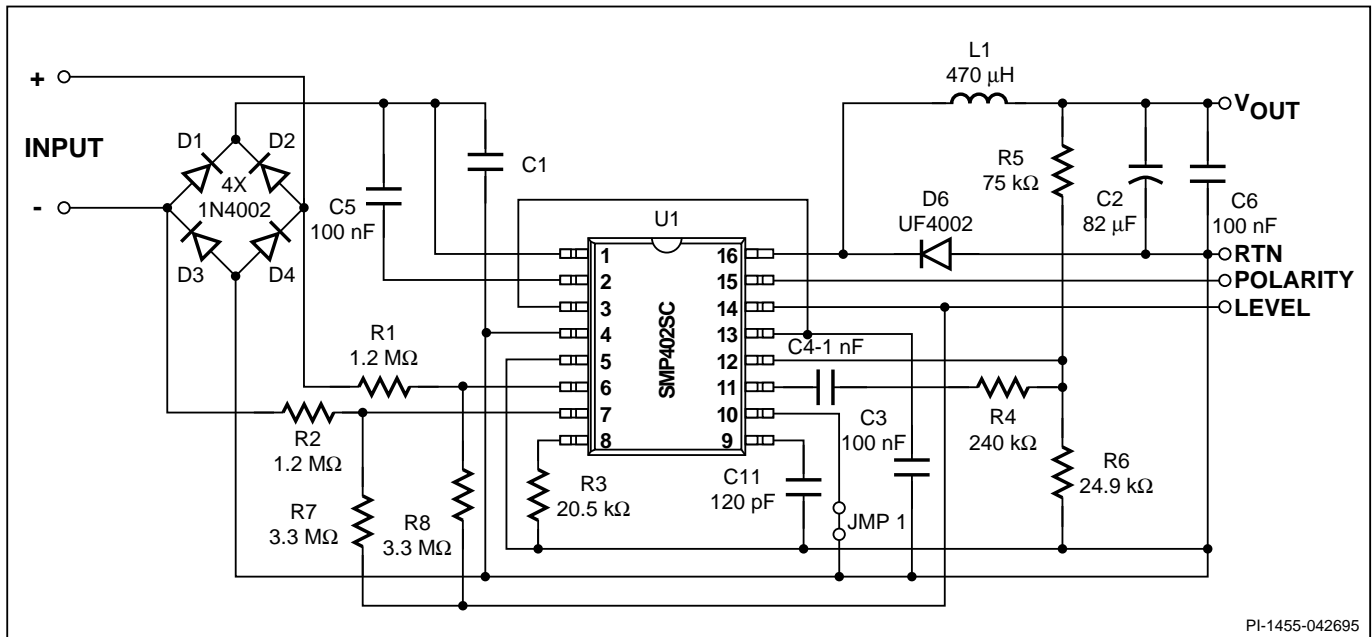 L1
470 µH
+
VOUT
D1
D2
INPUT
C1
R5
75 kΩ
4X
1N4002
-
C5
100 nF
C2
82 µF
C6
100 nF
D6
UF4002
U1
D3
D4
1
16
RTN
2
15
POLARITY
3
14
LEVEL
4
13
R1
1.2 MΩ
C4-1 nF
5
12
SMP402SC
6
11
7
10
R2
1.2 MΩ
C3
100 nF
R4
240 kΩ
8
9
R3
20.5 kΩ
C11
120 pF
R6
24.9 kΩ
R7
3.3 MΩ
R8
3.3 MΩ
JMP 1
PI-1455-042695